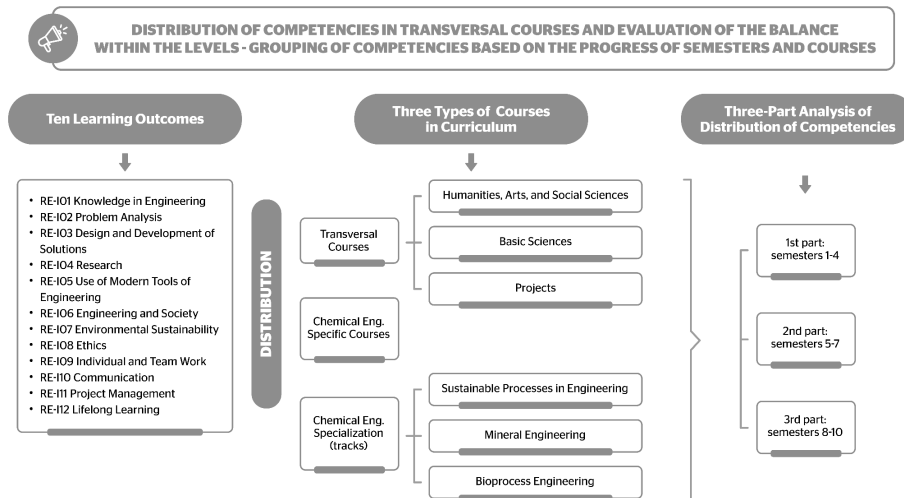 DISTRIBUTION OF COMPETENCIES IN TRANSVERSAL COURSES AND EVALUATION OF THE BALANCE
WITHIN THE LEVELS - GROUPING OF COMPETENCIES BASED ON THE PROGRESS OF SEMESTERS AND COURSES
Ten Learning Outcomes
• RE-I01 Knowledge in Engineering
• RE-I02 Problem Analysis
• RE-I03 Design and Development of
Solutions
• RE-I04 Research
• RE-I05 Use of Modern Tools of
Engineering
• RE-I06 Engineering and Society
• RE-I07 Environmental Sustainability
• RE-I08 Ethics
• RE-I09 Individual and Team Work
• RE-I10 Communication
• RE-I11 Project Management
• RE-I12 Lifelong Learning
DISTRIBUTION
Three Types of Courses
in Curriculum
Transversal
Courses
Humanities, Arts, and Social Sciences
Basic Sciences
Projects
Chemical Eng.
Specific Courses
Chemical Eng.
Specialization
(tracks)
Sustainable Processes in Engineering
Mineral Engineering
Bioprocess Engineering
Three-Part Analysis of
Distribution of Competencies
1st part:
semesters 1-4
2nd part:
semesters 5-7
3rd part:
semesters 8-10